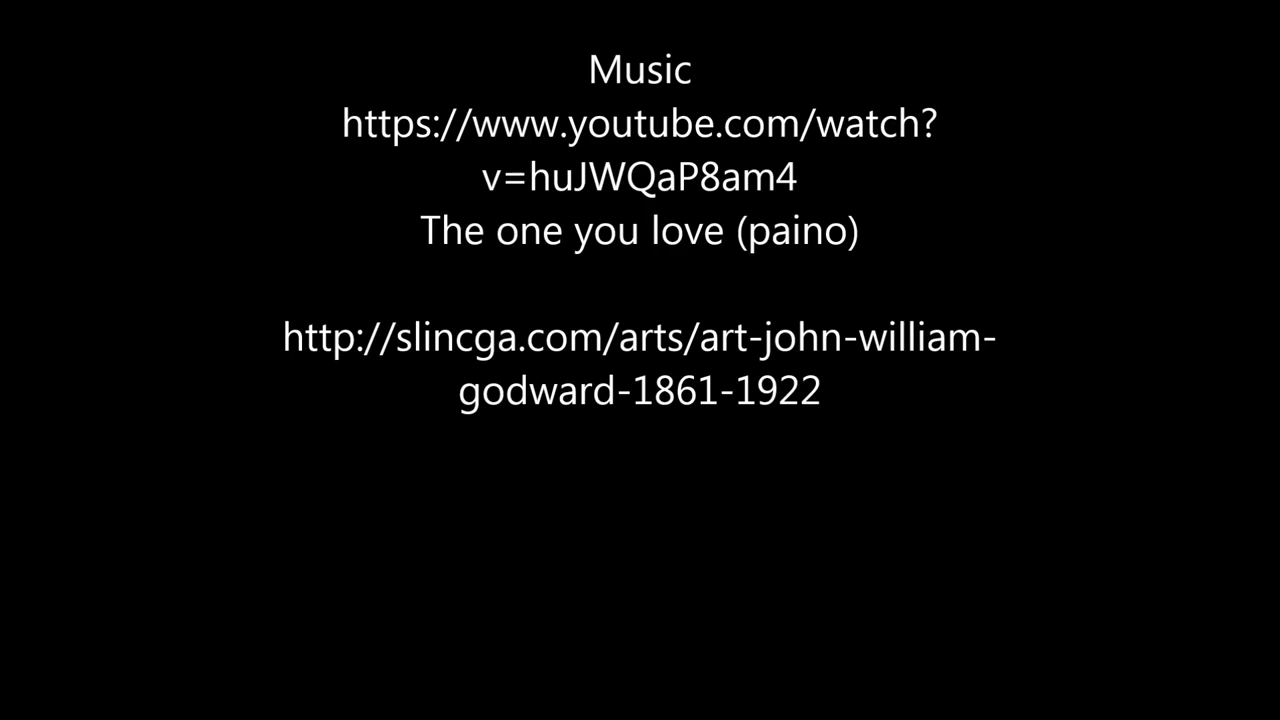 Music
https://www.youtube.com/watch?
v=huJWQaP8am4
The one you love (paino)
http://slincga.com/arts/art-john-william-
godward-1861-1922